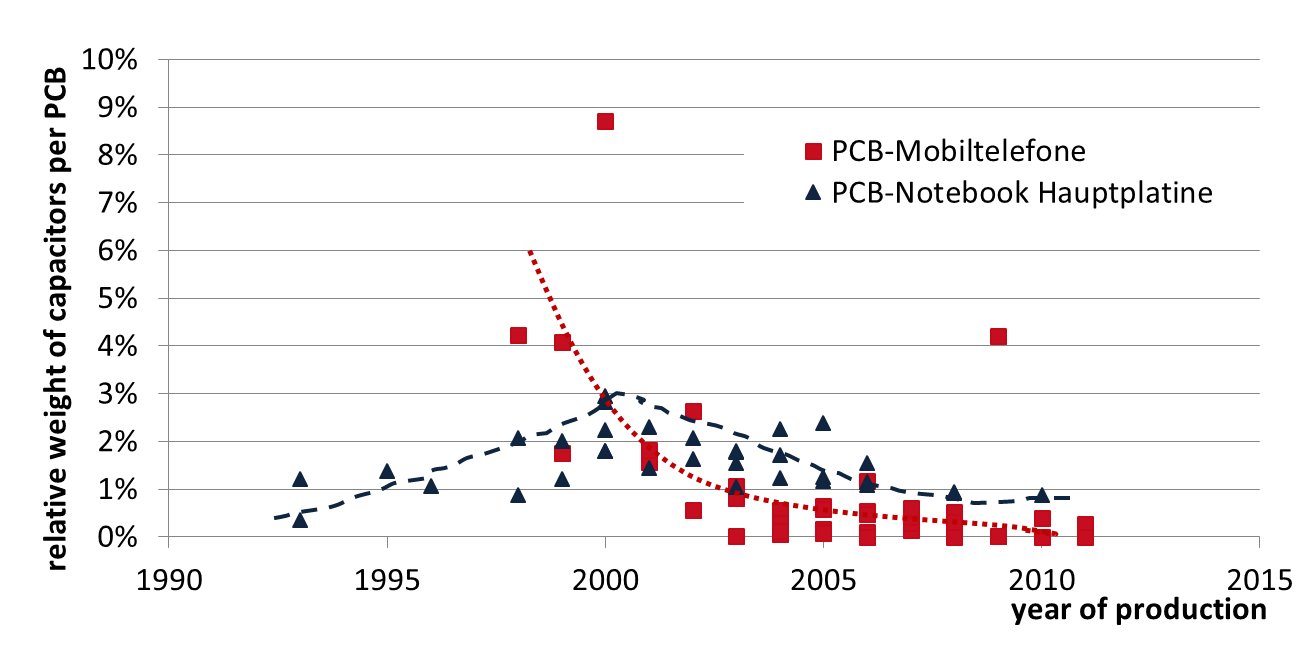 relative weight of capacitors per PCB
10%
9%
8%
7%
6%
5%
4%
3%
2%
1%
0%
PCB-Mobiltelefone
PCB-Notebook Hauptplatine
1990 1995 2000 2005 2010 2015
year of production